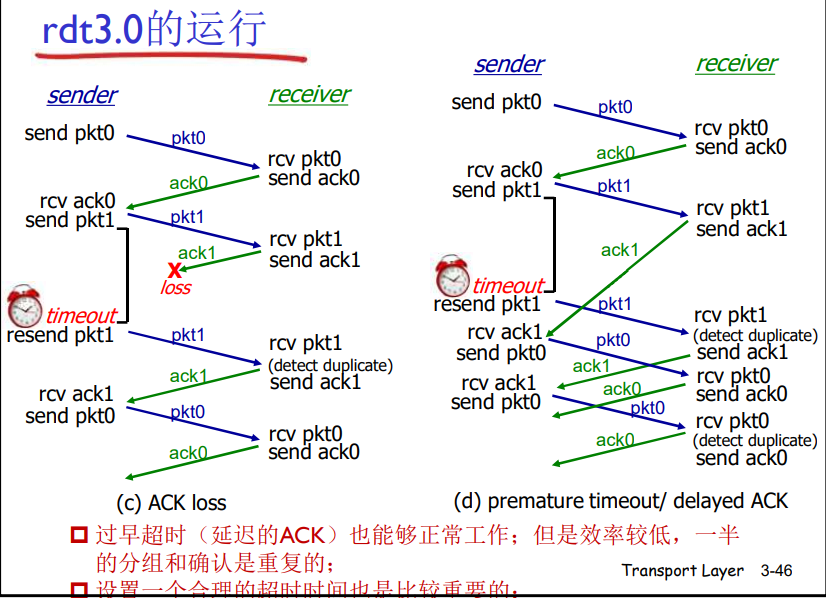 rdt3.0的运行
sender
receiver
send pkt0
pkt0
rcv pkt0
send ack0
ack0
rcv ack0
send pkt1
pkt1
rcv pkt1
send ack1
ack1
X
loss
timeout
resend pkt1
pkt1
rcv pkt1
(detect duplicate)
send ack1
ack1
rcv ack1
send pkt0
pkt0
rcv pkt0
send ack0
ack0
(c) ACK loss
sender
receiver
send pkt0
pkt0
rcv pkt0
send ack0
ack0
rcv ack0
send pkt1
pkt1
rcv pkt1
send ack1
ack1
timeout
resend pkt1
pkt1
rcv pkt1
(detect duplicate)
send ack1
rcv ack1
send pkt0
pkt0
ack1
rcv pkt0
send ack0
ack0
rcv ack1
send pkt0
pkt0
rcv pkt0
(detect duplicate)
send ack0
ack0
(d) premature timeout/ delayed ACK
过早超时（延迟的ACK）也能够正常工作；但是效率较低，一半
的分组和确认是重复的；
设置一个合理的超时时间也是比较重要的；
Transport Layer 3-46